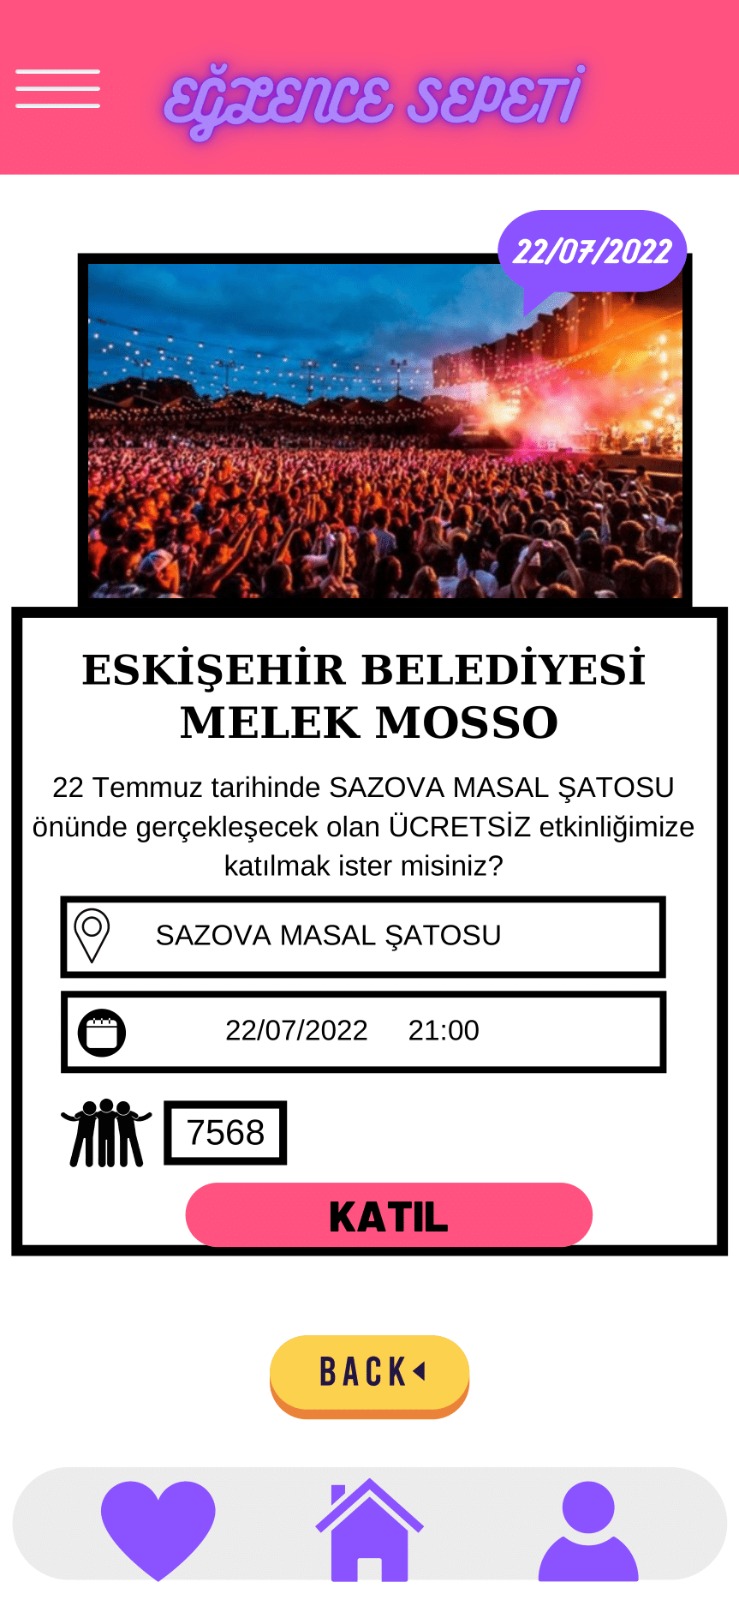 EĞLENCE SEPETİ
22/07/2022
ESKİŞEHİR BELEDİYESİ
MELEK MOSSO
22 Temmuz tarihinde SAZOVA MASAL ŞATOSU
önünde gerçekleşecek olan ÜCRETSİZ etkinliğimize
katılmak ister misiniz?
SAZOVA MASAL ŞATOSU
22/07/2022 21:00
7568
KATIL
BACK